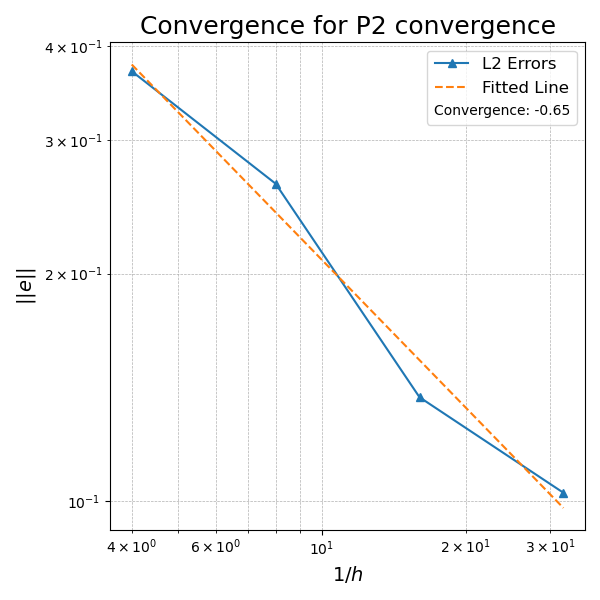 Convergence for P2 convergence
L2 Errors
Fitted Line
Convergence: -0.65
4 × 10⁰
6 × 10⁰
10¹
2 × 10¹
3 × 10¹
1/h
4 × 10⁻¹
3 × 10⁻¹
2 × 10⁻¹
10⁻¹
||e||